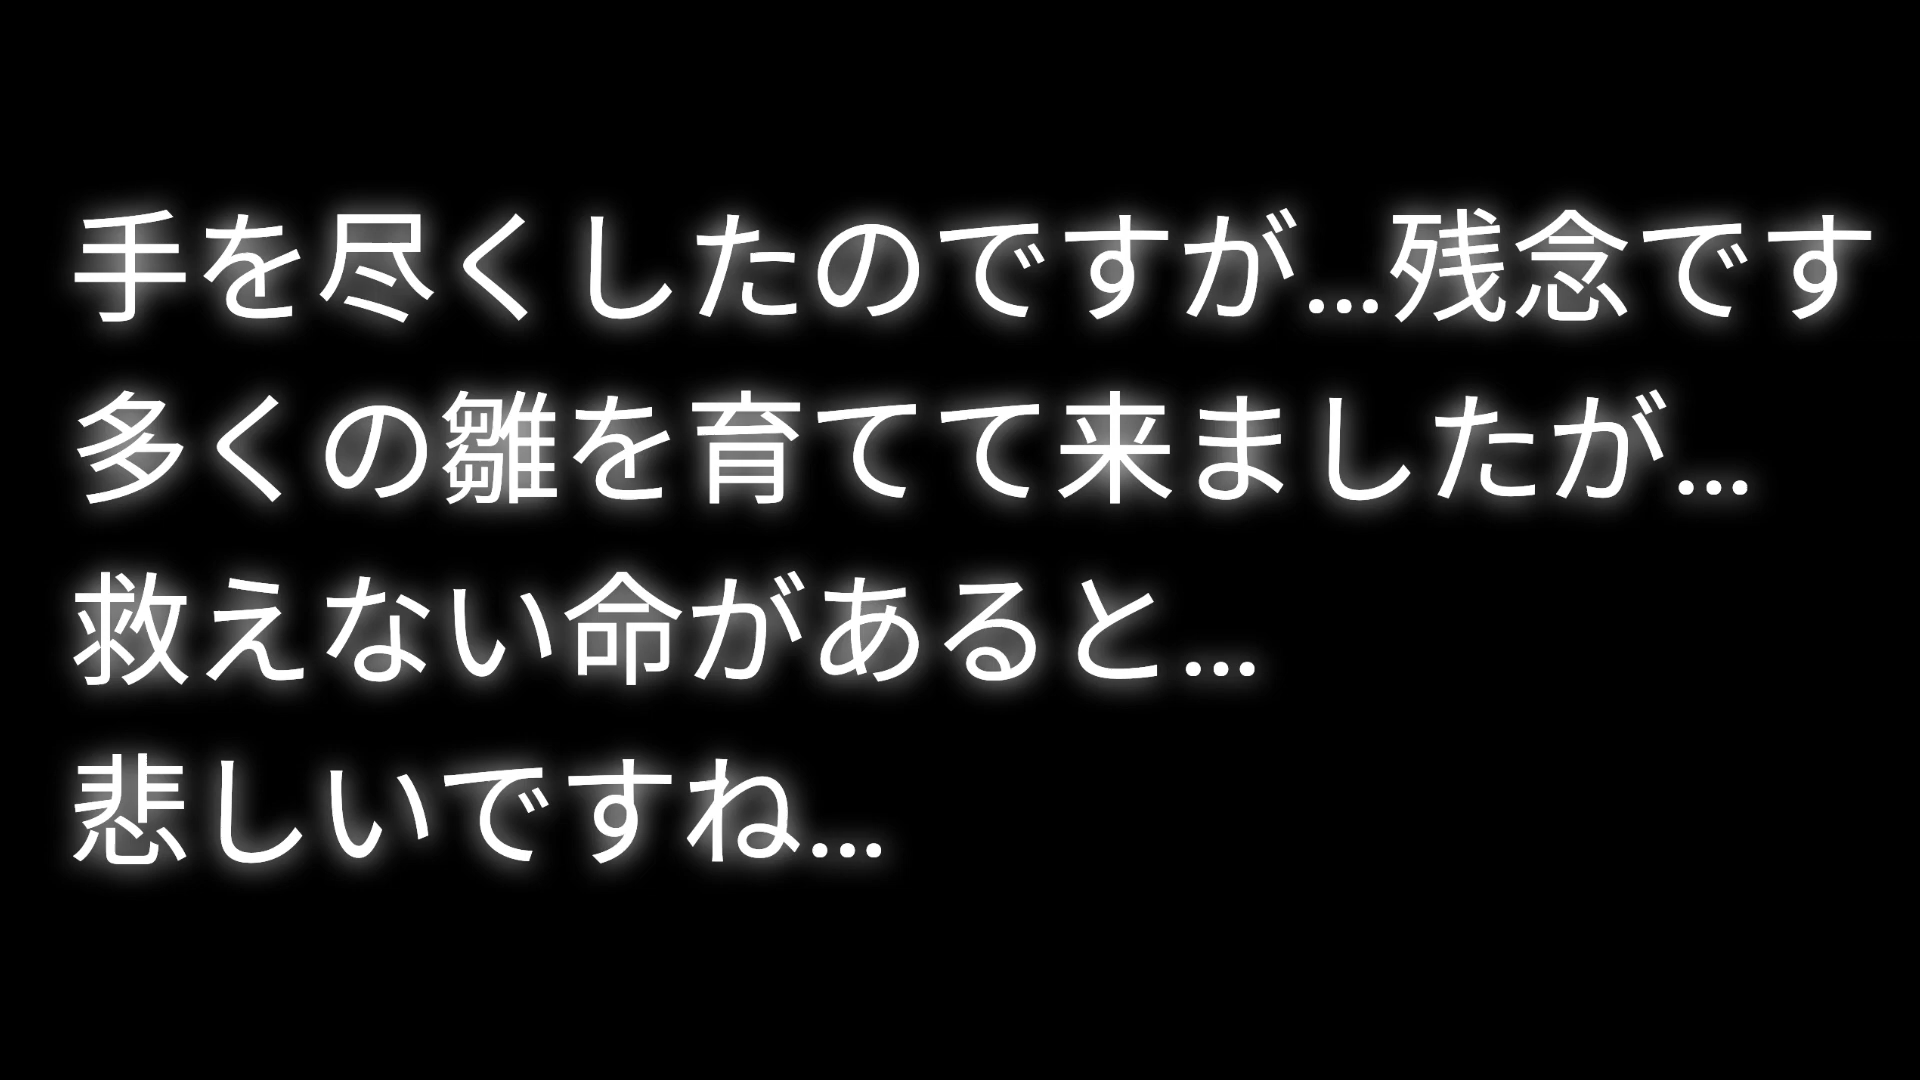 手を尽くしたのですが...残念です
多くの雛を育てて来ましたが...
救えない命があると...
悲しいですね...